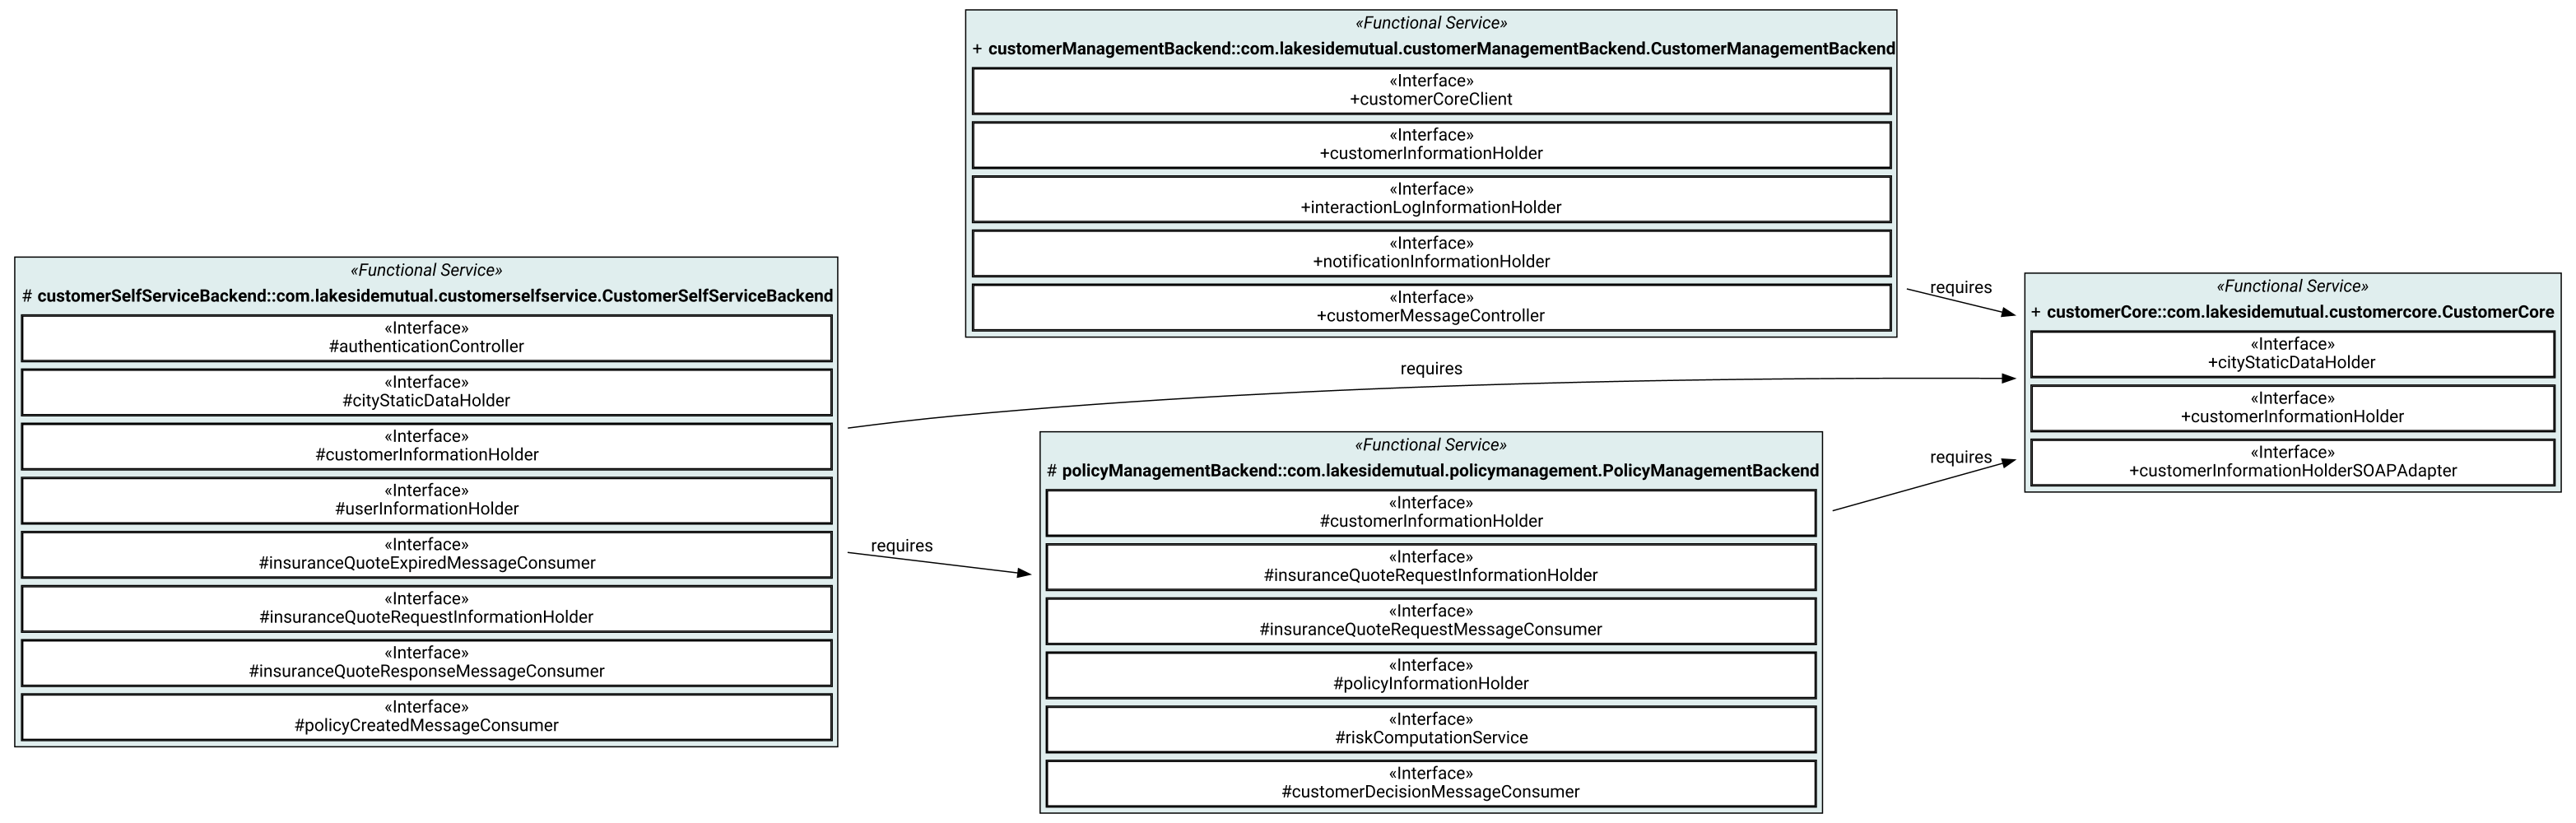 «Functional Service»
+ customerManagementBackend::com.lakesidemutual.customerManagementBackend.CustomerManagementBackend
«Interface»
+customerCoreClient
«Interface»
+customerInformationHolder
«Interface»
+interactionLogInformationHolder
«Interface»
+notificationInformationHolder
«Interface»
+customerMessageController
«Functional Service»
# customerSelfServiceBackend::com.lakesidemutual.customerselfservice.CustomerSelfServiceBackend
«Interface»
#authenticationController
«Interface»
#cityStaticDataHolder
«Interface»
#customerInformationHolder
«Interface»
#userInformationHolder
«Interface»
#insuranceQuoteExpiredMessageConsumer
«Interface»
#insuranceQuoteRequestInformationHolder
«Interface»
#insuranceQuoteResponseMessageConsumer
«Interface»
#policyCreatedMessageConsumer
requires
requires
requires
requires
«Functional Service»
# policyManagementBackend::com.lakesidemutual.policymanagement.PolicyManagementBackend
«Interface»
#customerInformationHolder
«Interface»
#insuranceQuoteRequestInformationHolder
«Interface»
#insuranceQuoteRequestMessageConsumer
«Interface»
#policyInformationHolder
«Interface»
#riskComputationService
«Interface»
#customerDecisionMessageConsumer
«Functional Service»
+ customerCore::com.lakesidemutual.customercore.CustomerCore
«Interface»
+cityStaticDataHolder
«Interface»
+customerInformationHolder
«Interface»
+customerInformationHolderSOAPAdapter